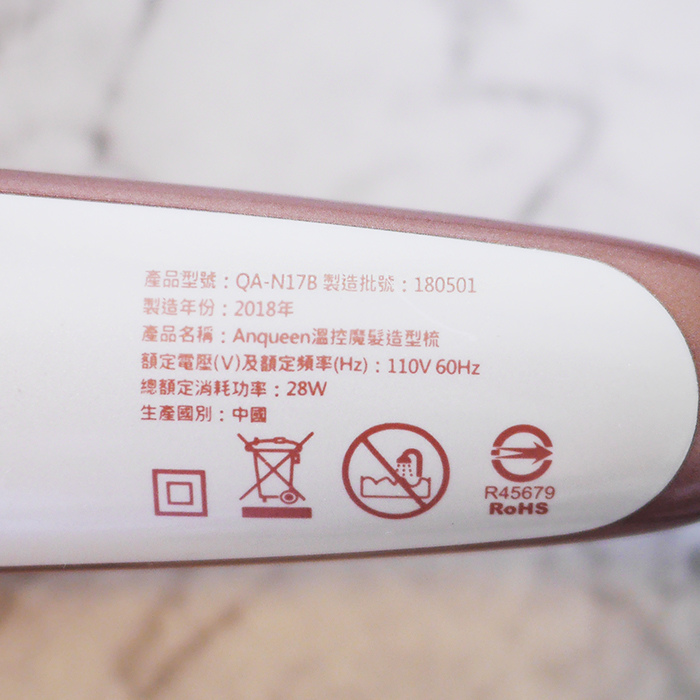 產品型號：QA-N17B 製造批號：180501
製造年份：2018年
產品名稱：Anqueen溫控魔髮造型梳
額定電壓(V)及額定頻率(Hz)：110V 60Hz
總額定消耗功率：28W
生產國別：中國
R45679
RoHS